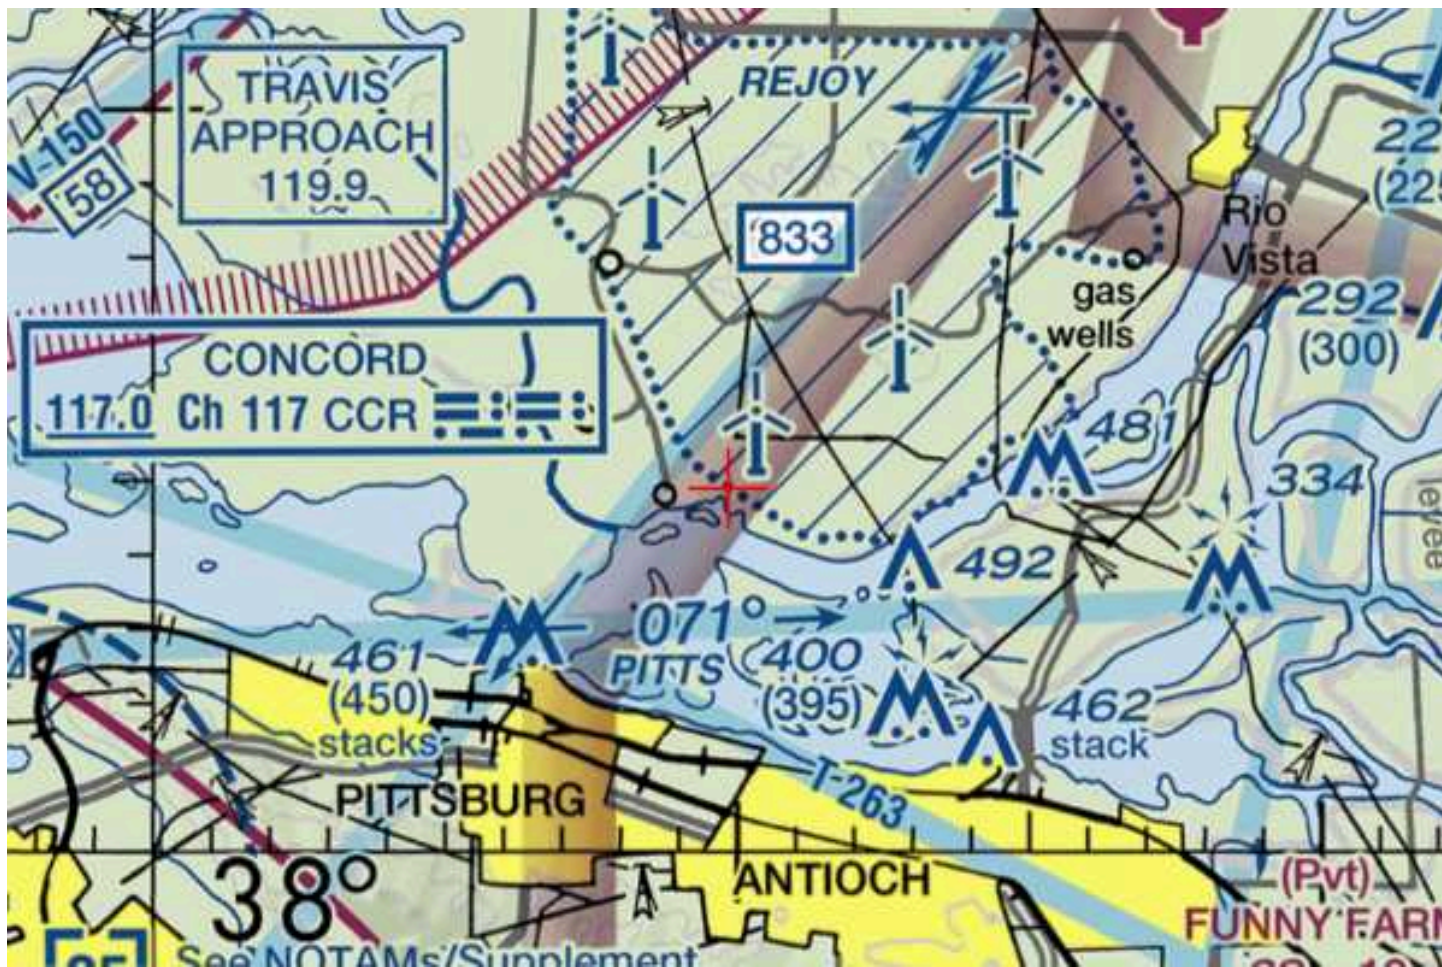 TRAVIS
APPROACH
119.9
V-150
58
REJOY
833
22
(225
Rio
Vista
gas
wells
292
(300)
CONCORD
117.0 Ch 117 CCR
481
334
levee
492
071°
PITTS
461
(450)
stacks
400
(395)
462
stack
T-263
PITTSBURG
38°
ANTIOCH
(Pvt)
FUNNY FARM
See NOTAMs/Supplement